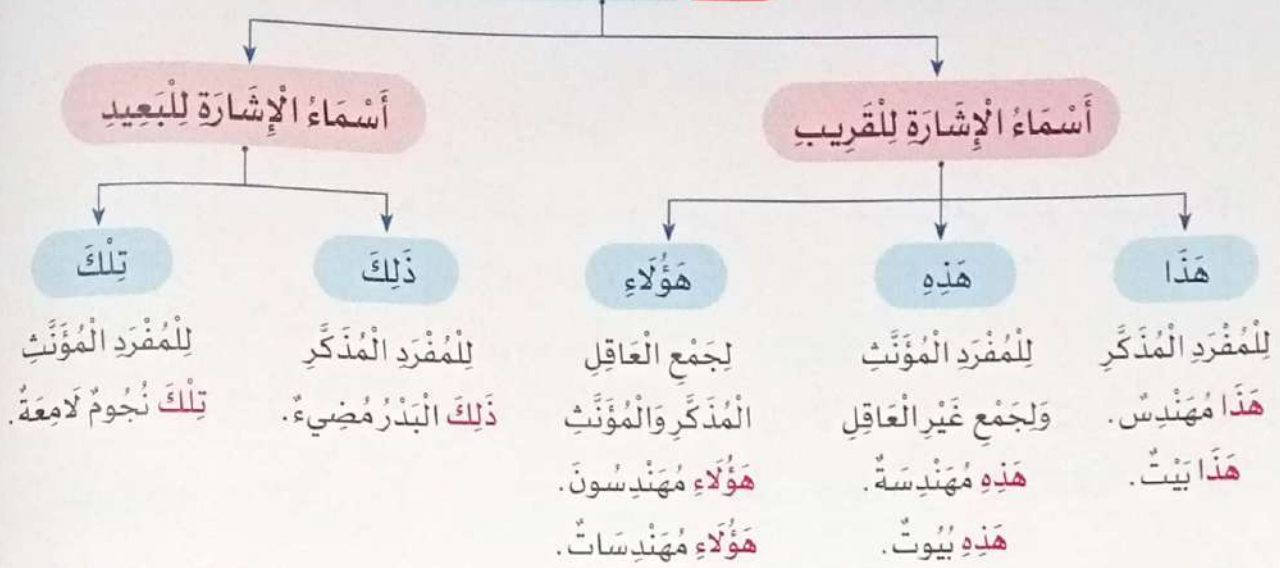 أَسْمَاءُ الْإِشَارَةِ لِلْقَرِيبِ
أَسْمَاءُ الْإِشَارَةِ لِلْبَعِيدِ
هَذَا
لِلْمُفْرَدِ الْمُذَكَّرِ
هَذَا مُهَنْدِسٌ.
هَذَا بَيْتٌ.
هَذِهِ
لِلْمُفْرَدِ الْمُؤَنَّثِ
وَلِجَمْعِ غَيْرِ الْعَاقِلِ
هَذِهِ مُهَنْدِسَةٌ.
هَذِهِ بُيُوتٌ.
هَؤُلَاءِ
لِجَمْعِ الْعَاقِلِ
الْمُذَكَّرِ وَالْمُؤَنَّثِ
هَؤُلَاءِ مُهَنْدِسُونَ.
هَؤُلَاءِ مُهَنْدِسَاتٌ.
ذَلِكَ
لِلْمُفْرَدِ الْمُذَكَّرِ
ذَلِكَ الْبَدْرُ مُضِيءٌ.
تِلْكَ
لِلْمُفْرَدِ الْمُؤَنَّثِ
تِلْكَ نُجُومٌ لَامِعَةٌ.